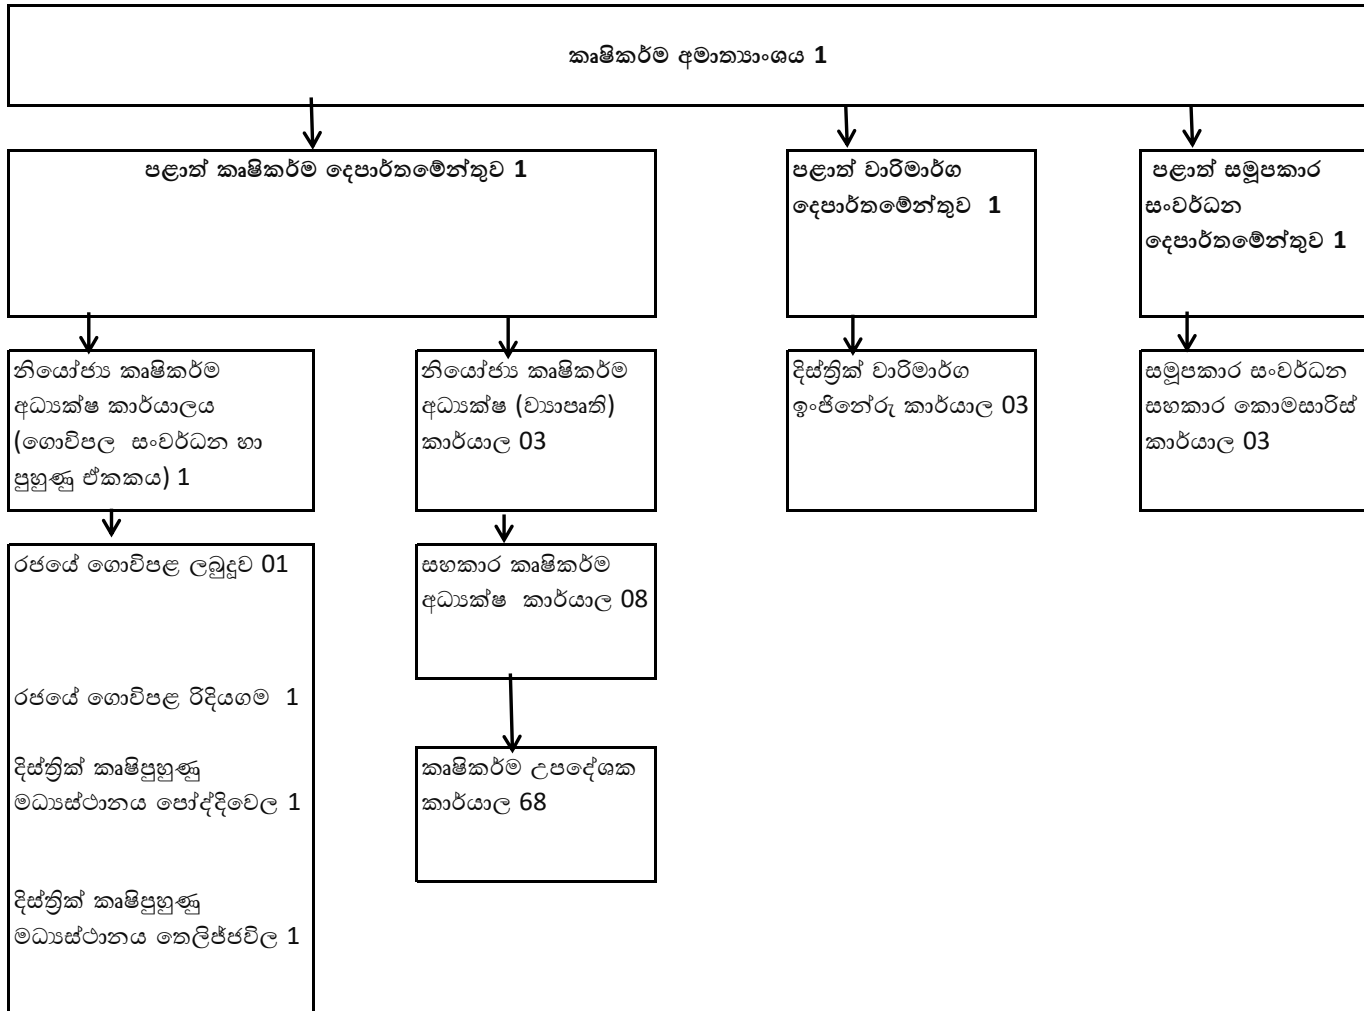 කෘෂිකර්ම අමාත්‍යාංශය 1
පළාත් කෘෂිකර්ම දෙපාර්තමේන්තුව 1
පළාත් වාරිමාර්ග
දෙපාර්තමේන්තුව 1
පළාත් සමූපකාර
සංවර්ධන
දෙපාර්තමේන්තුව 1
නියෝජ්‍ය කෘෂිකර්ම
අධ්‍යක්ෂ කාර්යාලය
(ගොවිපල සංවර්ධන හා
පුහුණු ඒකකය) 1
නියෝජ්‍ය කෘෂිකර්ම
අධ්‍යක්ෂ (ව්‍යාපෘති)
කාර්යාල 03
දිස්ත්‍රික් වාරිමාර්ග
ඉංජිනේරු කාර්යාල 03
සමූපකාර සංවර්ධන
සහකාර කොමසාරිස්
කාර්යාල 03
රජයේ ගොවිපළ ලබුදූව 01
රජයේ ගොවිපළ රිදියගම 1
දිස්ත්‍රික් කෘෂිපුහුණු
මධ්‍යස්ථානය පෝද්දිවෙල 1
දිස්ත්‍රික් කෘෂිපුහුණු
මධ්‍යස්ථානය තෙලිජ්ජවිල 1
සහකාර කෘෂිකර්ම
අධ්‍යක්ෂ කාර්යාල 08
කෘෂිකර්ම උපදේශක
කාර්යාල 68